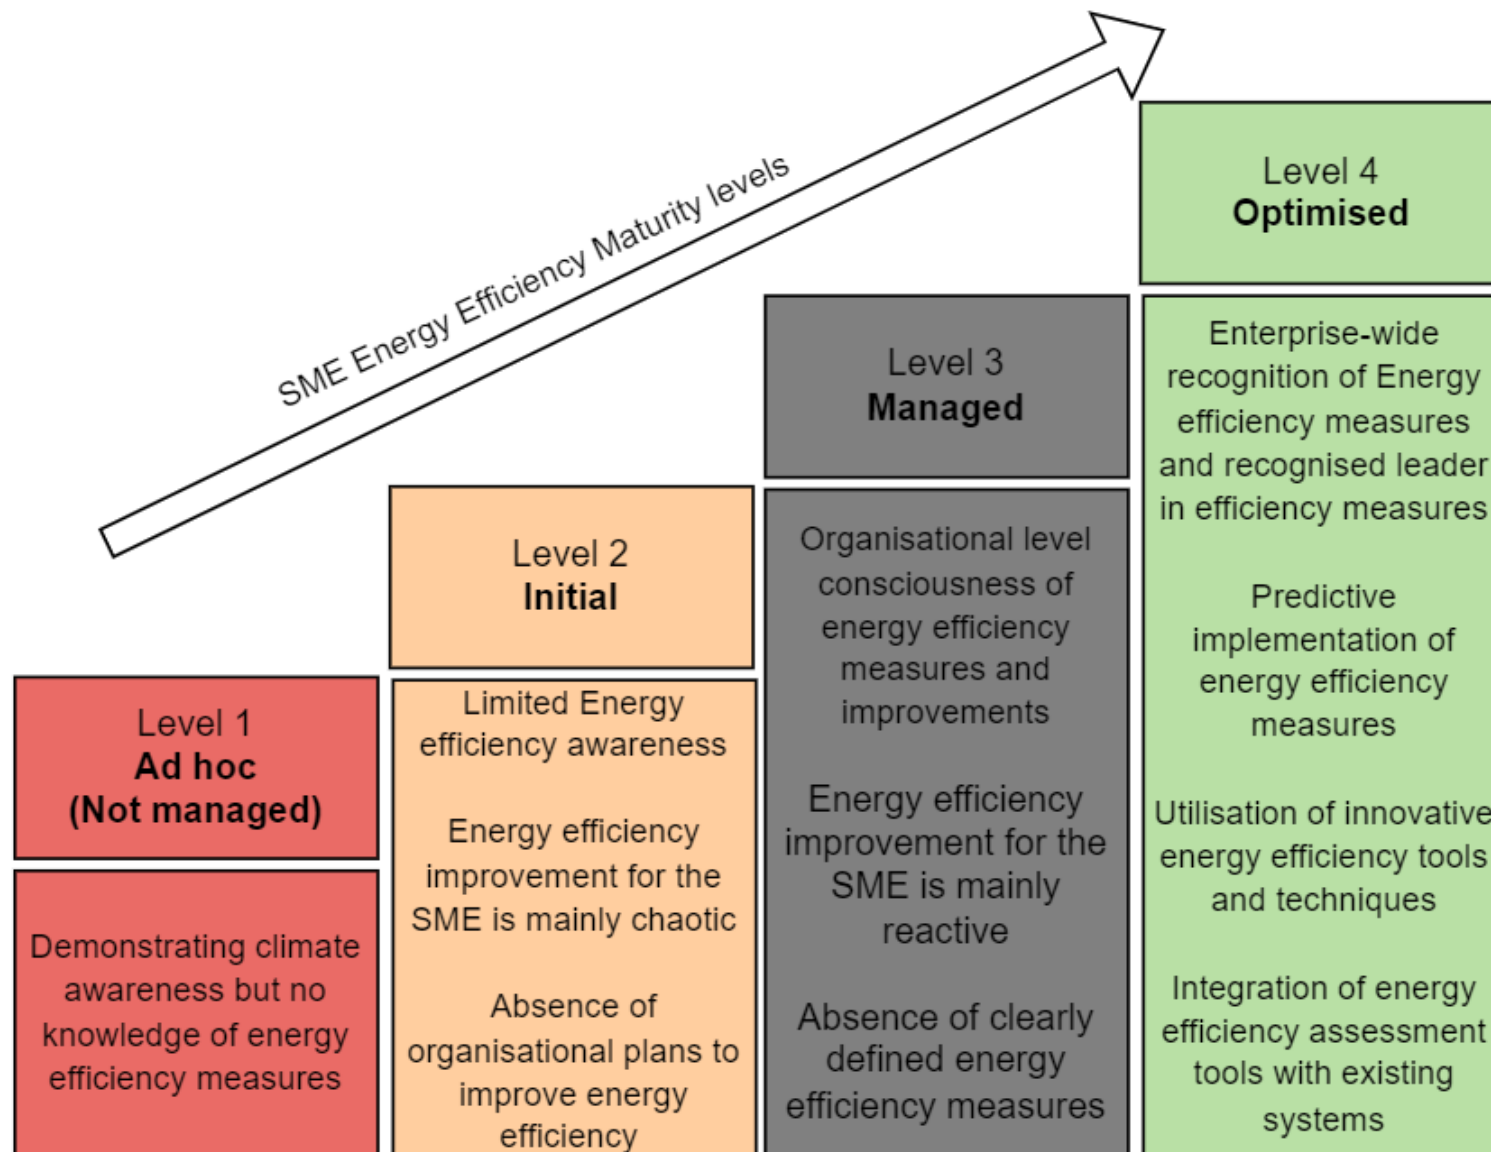 SME Energy Efficiency Maturity levels
Level 4
Optimised
Enterprise-wide
recognition of Energy
efficiency measures
and recognised leader
in efficiency measures
Predictive
implementation of
energy efficiency
measures
Utilisation of innovative
energy efficiency tools
and techniques
Integration of energy
efficiency assessment
tools with existing
systems
Level 3
Managed
Organisational level
consciousness of
energy efficiency
measures and
improvements
Energy efficiency
improvement for the
SME is mainly
reactive
Absence of clearly
defined energy
efficiency measures
Level 2
Initial
Limited Energy
efficiency awareness
Energy efficiency
improvement for the
SME is mainly chaotic
Absence of
organisational plans to
improve energy
efficiency
Level 1
Ad hoc
(Not managed)
Demonstrating climate
awareness but no
knowledge of energy
efficiency measures